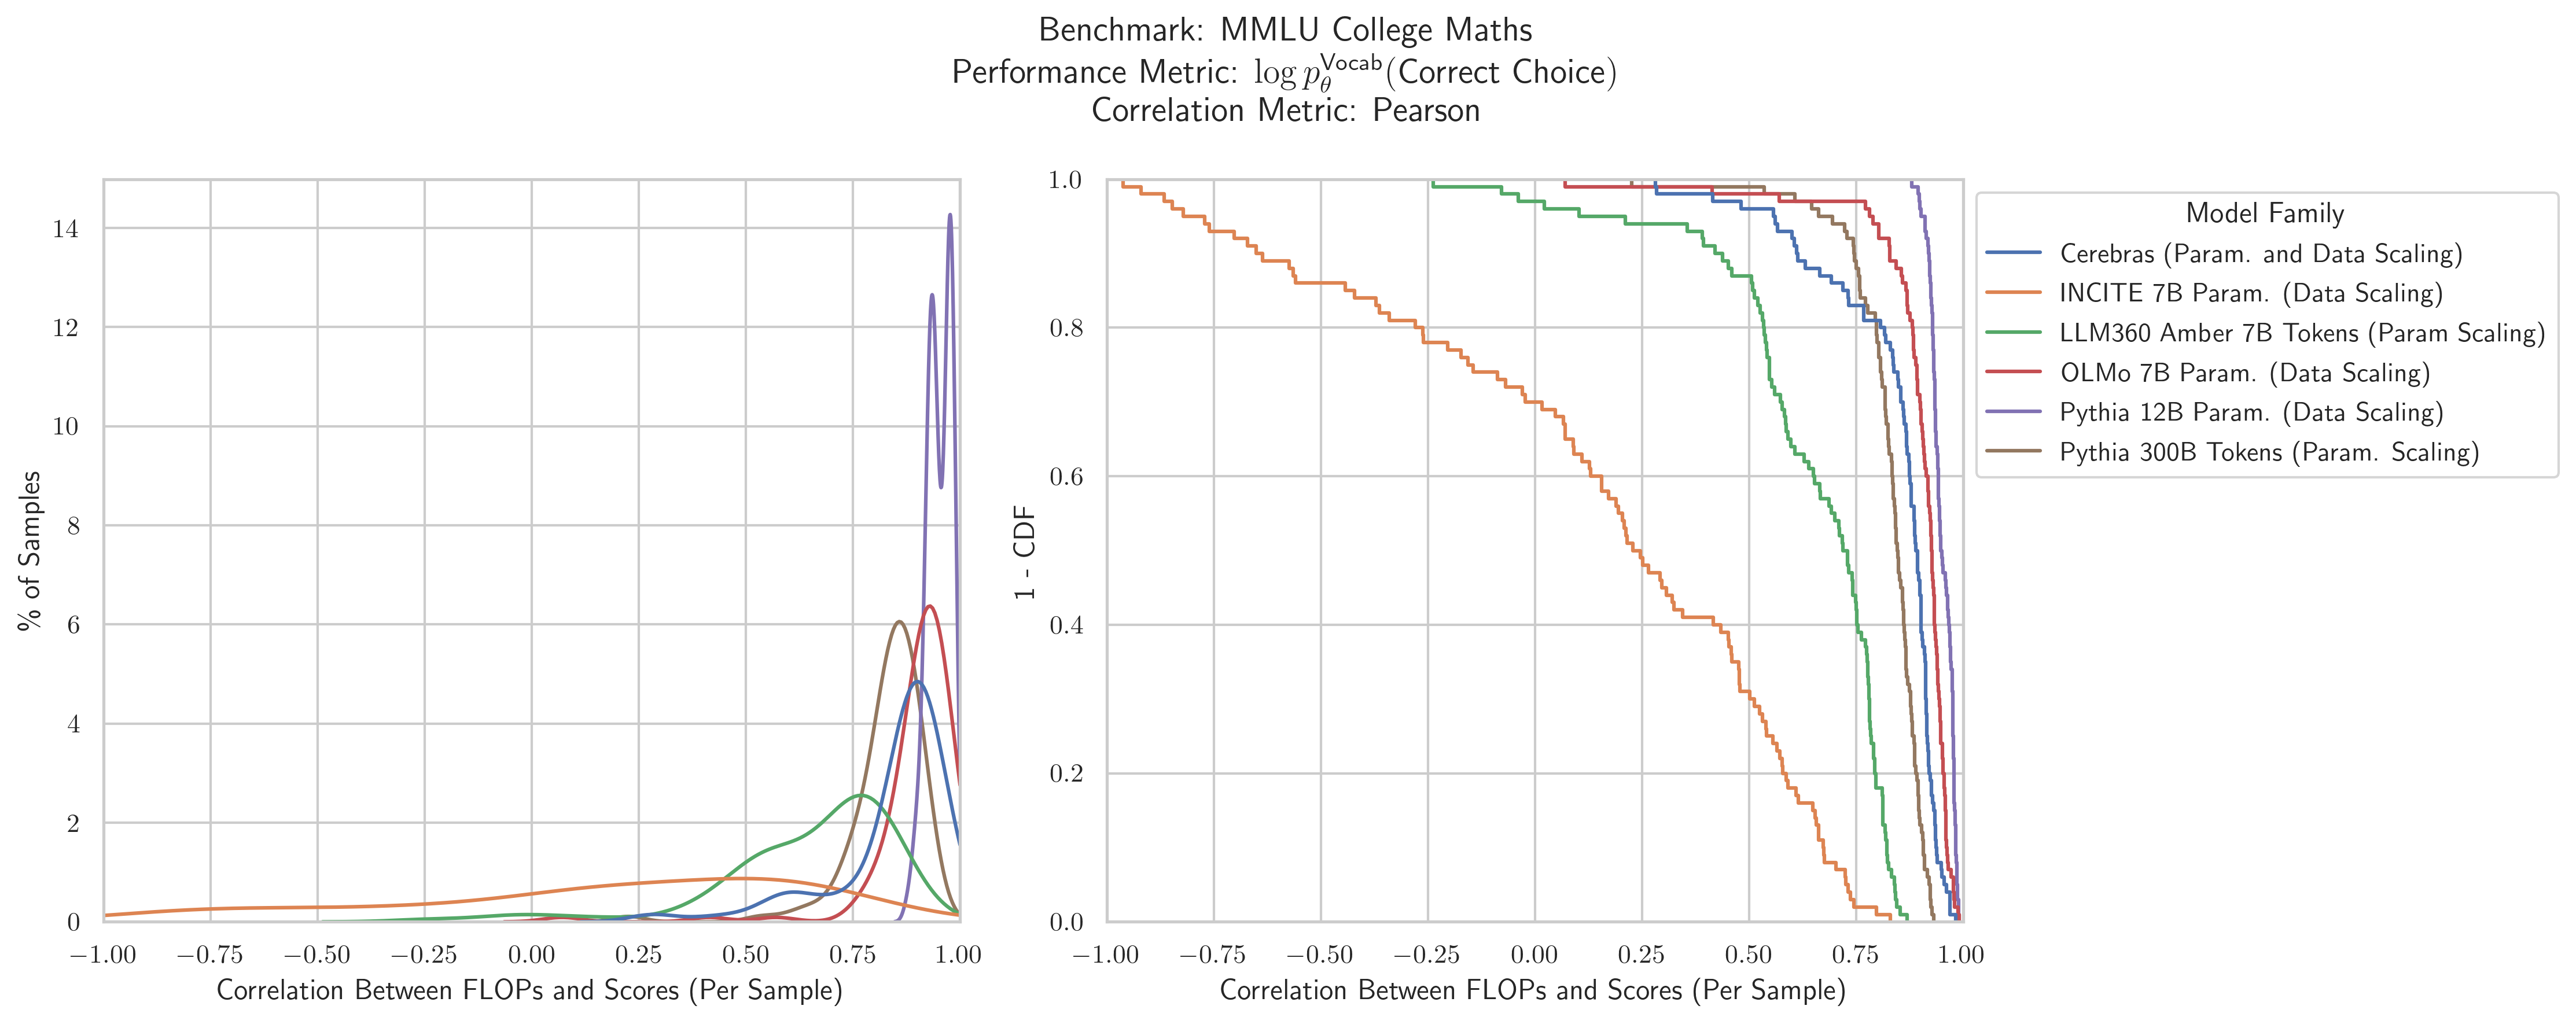 Benchmark: MMLU College Maths
Performance Metric: log p_θ^Vocab(Correct Choice)
Correlation Metric: Pearson
% of Samples
14
12
10
8
6
4
2
0
−1.00 −0.75 −0.50 −0.25 0.00 0.25 0.50 0.75 1.00
Correlation Between FLOPs and Scores (Per Sample)
1 - CDF
1.0
0.8
0.6
0.4
0.2
0.0
−1.00 −0.75 −0.50 −0.25 0.00 0.25 0.50 0.75 1.00
Correlation Between FLOPs and Scores (Per Sample)
Model Family
Cerebras (Param. and Data Scaling)
INCITE 7B Param. (Data Scaling)
LLM360 Amber 7B Tokens (Param Scaling)
OLMo 7B Param. (Data Scaling)
Pythia 12B Param. (Data Scaling)
Pythia 300B Tokens (Param. Scaling)